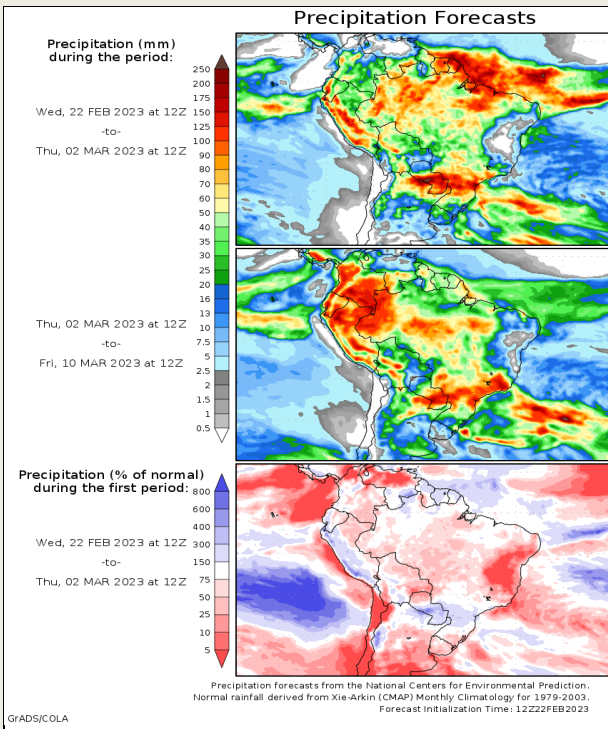 Precipitation Forecasts
Precipitation (mm)
during the period:
Wed, 22 FEB 2023 at 12Z
-to-
Thu, 02 MAR 2023 at 12Z
250
200
175
150
125
100
90
80
70
60
50
40
35
30
25
20
16
13
10
7.5
5
2.5
2
1.5
1
0.5
Thu, 02 MAR 2023 at 12Z
-to-
Fri, 10 MAR 2023 at 12Z
Precipitation (% of normal)
during the first period:
Wed, 22 FEB 2023 at 12Z
-to-
Thu, 02 MAR 2023 at 12Z
800
600
400
300
150
75
50
25
10
5
Precipitation forecasts from the National Centers for Environmental Prediction.
Normal rainfall derived from Xie-Arkin (CMAP) Monthly Climatology for 1979-2003.
Forecast Initialization Time: 12Z22FEB2023
GrADS/COLA